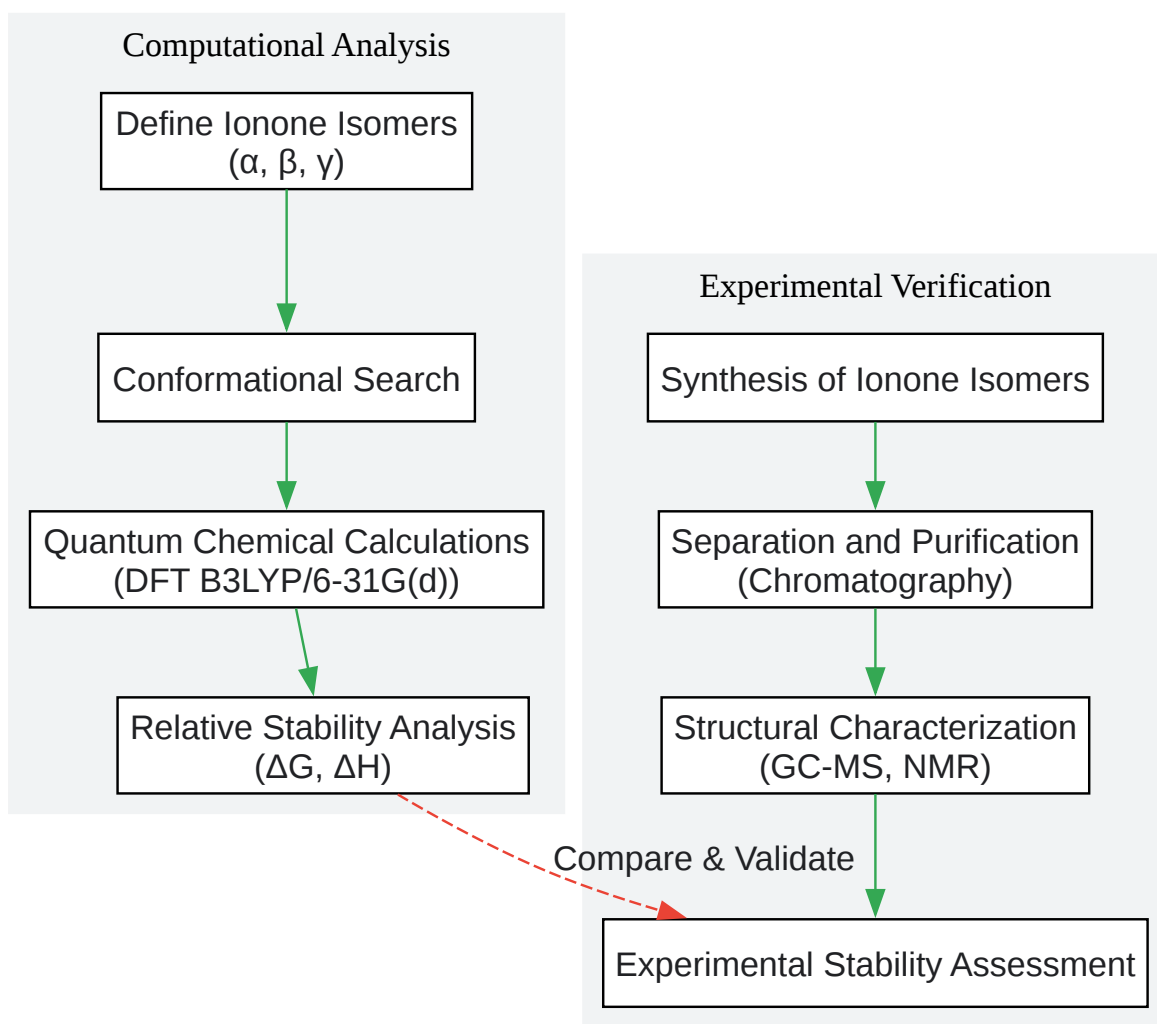 Computational Analysis
Define Ionone Isomers
(α, β, γ)
Conformational Search
Quantum Chemical Calculations
(DFT B3LYP/6-31G(d))
Relative Stability Analysis
(ΔG, ΔH)
Experimental Verification
Synthesis of Ionone Isomers
Separation and Purification
(Chromatography)
Structural Characterization
(GC-MS, NMR)
Compare & Validate
Experimental Stability Assessment